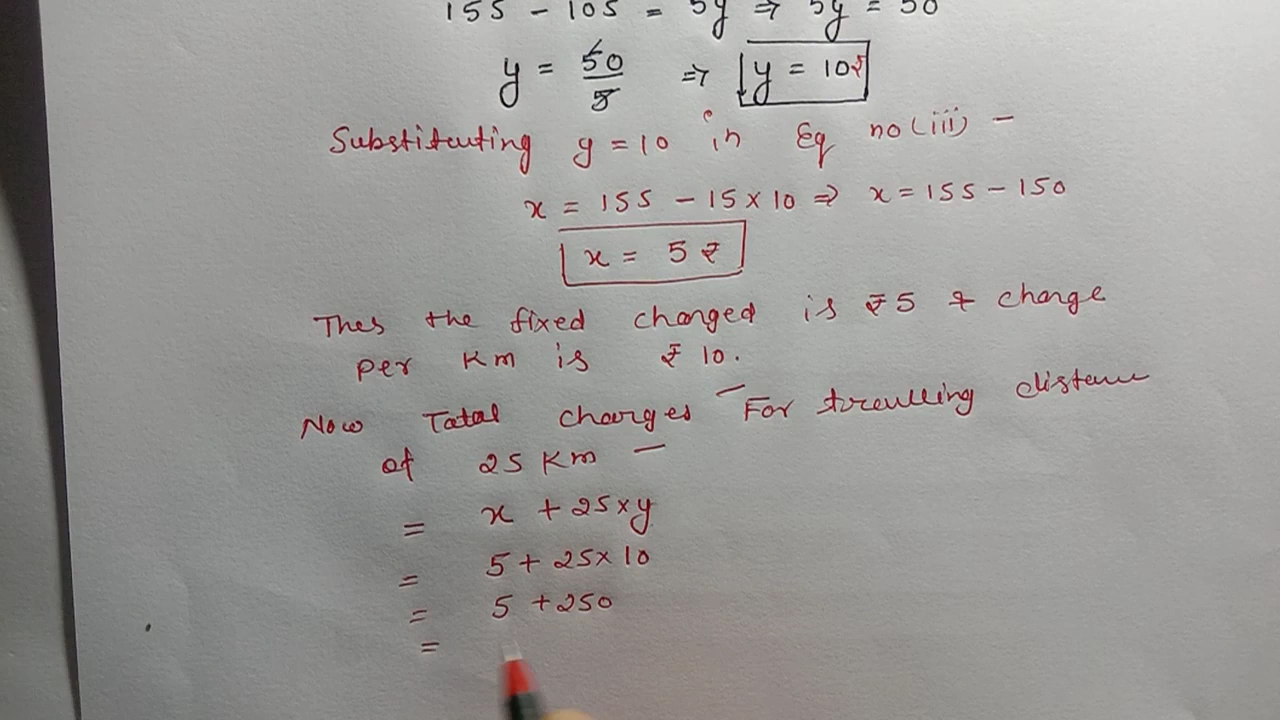 155 - 105 = 5y ⇒ 5y = 50
y = 50/5 ⇒ y = 10₹
Substituting y = 10 in Eq no (iii) -
x = 155 - 15 × 10 ⇒ x = 155 - 150
x = 5 ₹
Thes the fixed charged is ₹5 & charge
per Km is ₹ 10.
Now Tatal charges For distance
of 25 Km -
= x + 25 × y
= 5 + 25 × 10
= 5 + 250
=